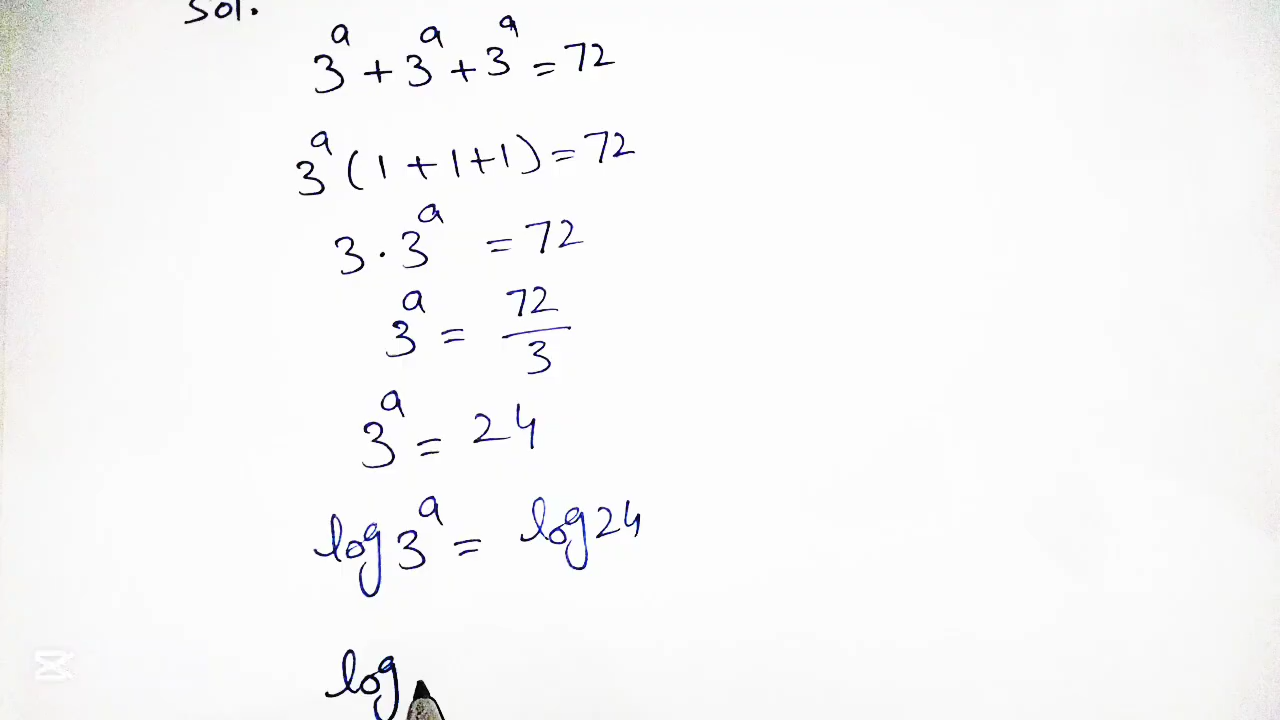 Sol.
3^a + 3^a + 3^a = 72
3^a (1 + 1 + 1) = 72
3 · 3^a = 72
3^a = 72/3
3^a = 24
log 3^a = log 24
log